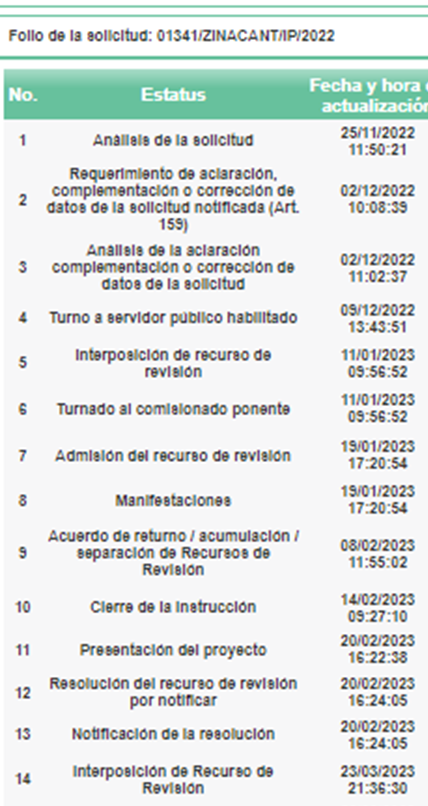 Folio de la solicitud: 01341/ZINACANT/IP/2022
No. Estatus Fecha y hora
actualización
1 Análisis de la solicitud 25/11/2022
11:50:21
2 Requerimiento de aclaración,
complementación o corrección de
datos de la solicitud notificada (Art.
159) 02/12/2022
10:08:39
3 Análisis de la aclaración
complementación o corrección de
datos de la solicitud 02/12/2022
11:02:37
4 Turno a servidor público habilitado 09/12/2022
13:43:51
5 Interposición de recurso de
revisión 11/01/2023
09:56:52
6 Turnado al comisionado ponente 11/01/2023
09:56:52
7 Admisión del recurso de revisión 19/01/2023
17:20:54
8 Manifestaciones 19/01/2023
17:20:54
9 Acuerdo de returno / acumulación /
separación de Recursos de
Revisión 08/02/2023
11:55:02
10 Cierre de la instrucción 14/02/2023
09:27:10
11 Presentación del proyecto 20/02/2023
16:22:38
12 Resolución del recurso de revisión
por notificar 20/02/2023
16:24:05
13 Notificación de la resolución 20/02/2023
16:24:05
14 Interposición de Recurso de
Revisión 23/03/2023
21:36:30